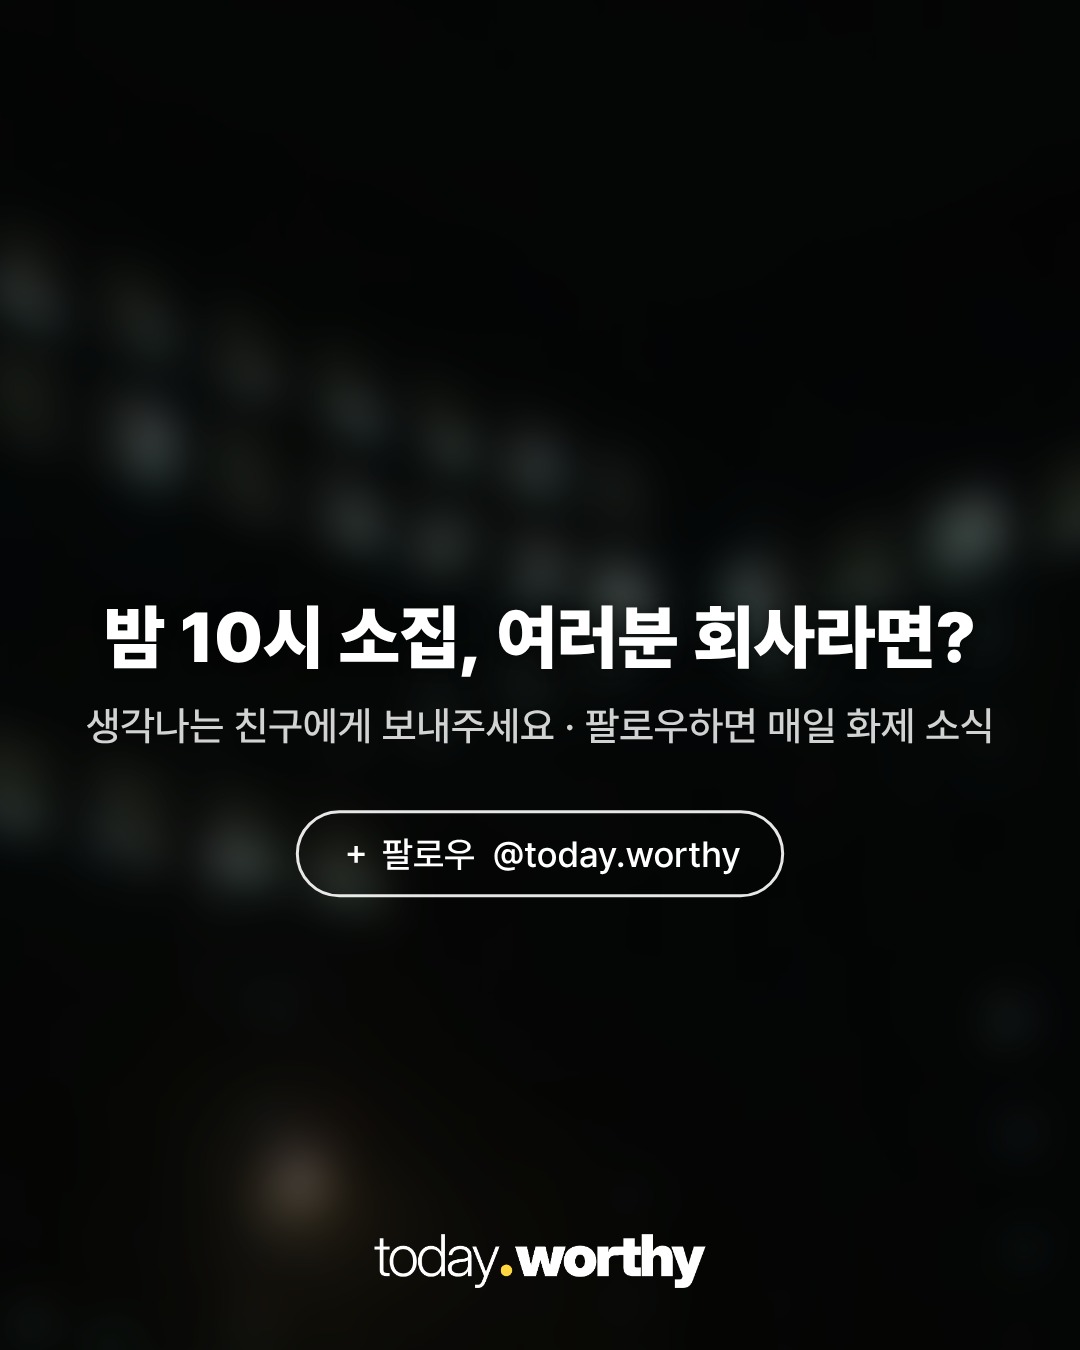 밤 10시 소집, 여러분 회사라면?
생각나는 친구에게 보내주세요 · 팔로우하면 매일 화제 소식
+ 팔로우 @today.worthy
today.worthy